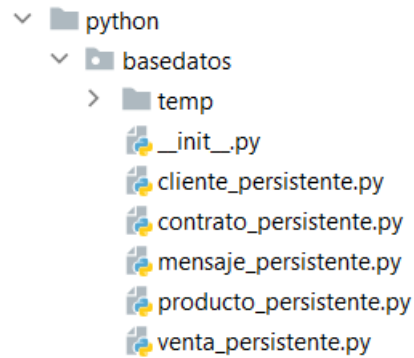 python
basedatos
temp
__init__.py
cliente_persistente.py
contrato_persistente.py
mensaje_persistente.py
producto_persistente.py
venta_persistente.py